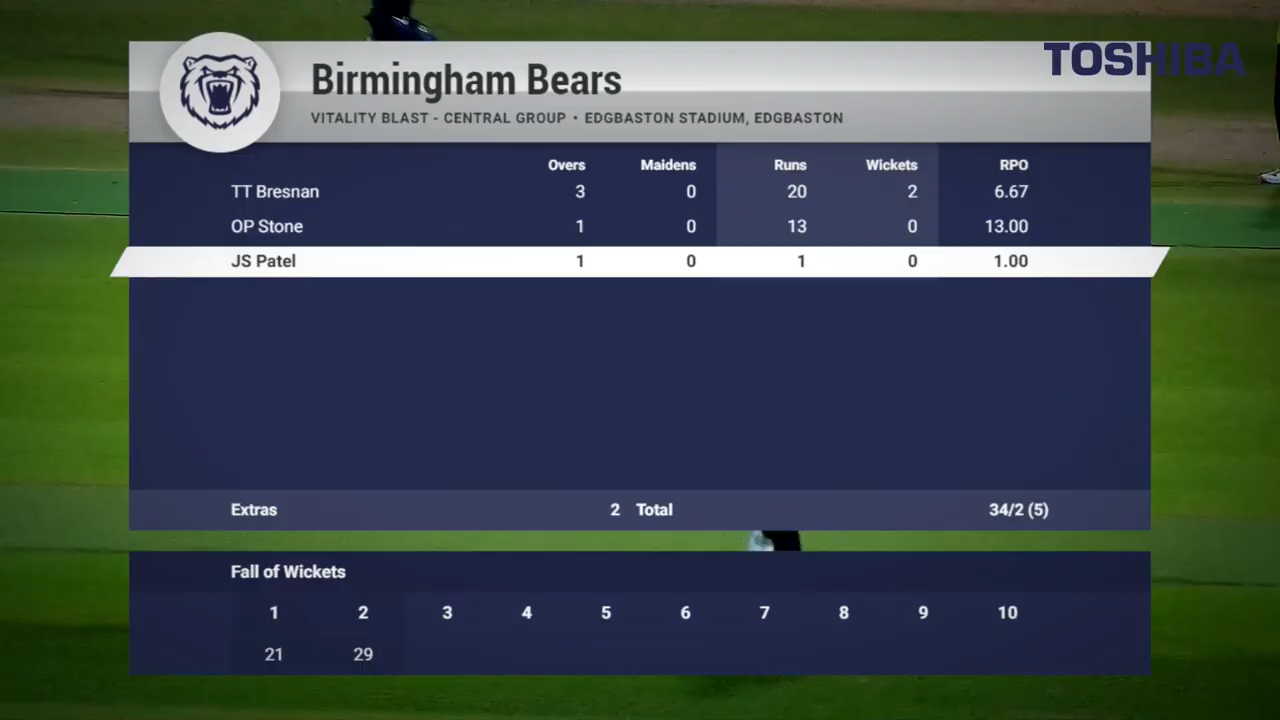 TOSHIBA
Birmingham Bears
VITALITY BLAST - CENTRAL GROUP • EDGBASTON STADIUM, EDGBASTON
Overs Maidens Runs Wickets RPO
TT Bresnan 3 0 20 2 6.67
OP Stone 1 0 13 0 13.00
JS Patel 1 0 1 0 1.00
Extras 2 Total 34/2 (5)
Fall of Wickets
1 2 3 4 5 6 7 8 9 10
21 29